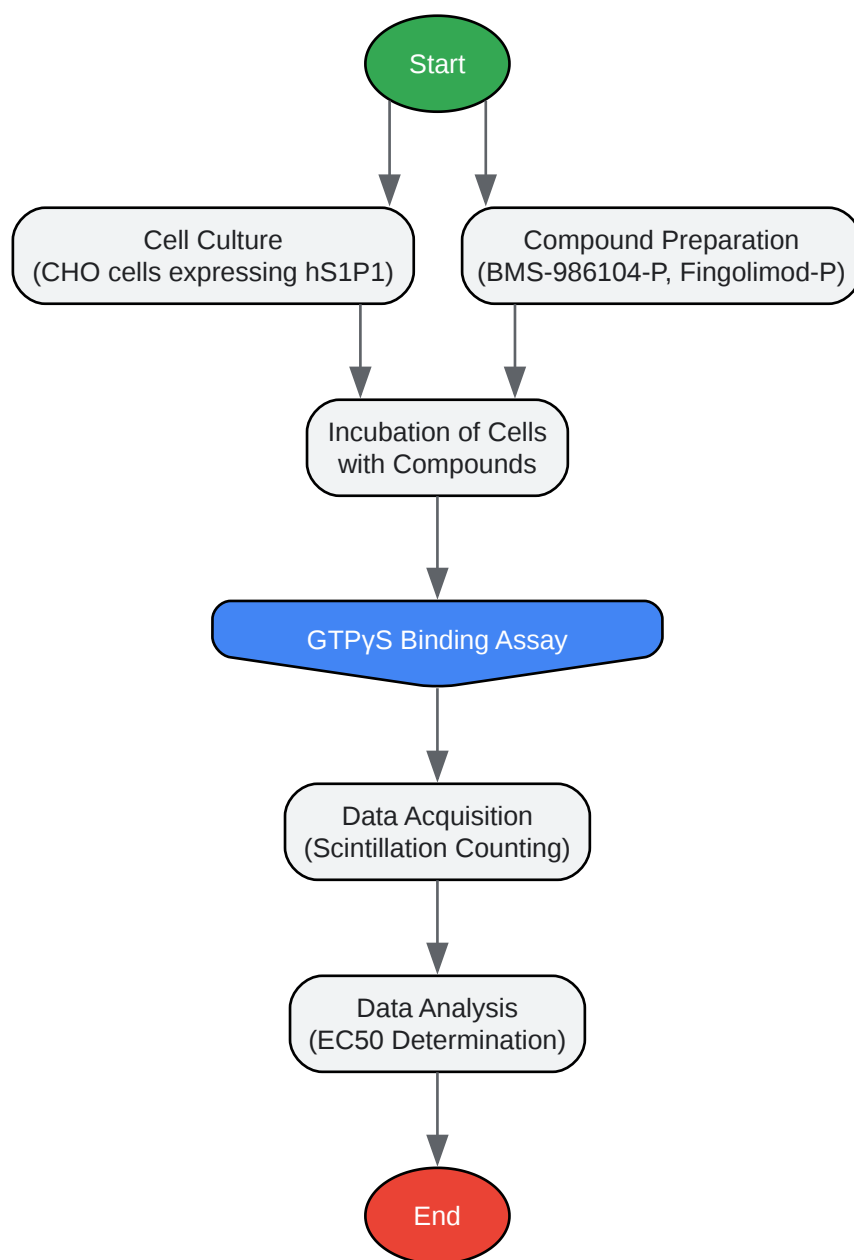 Start
Cell Culture
(CHO cells expressing hS1P1)
Compound Preparation
(BMS-986104-P, Fingolimod-P)
Incubation of Cells
with Compounds
GTPγS Binding Assay
Data Acquisition
(Scintillation Counting)
Data Analysis
(EC50 Determination)
End